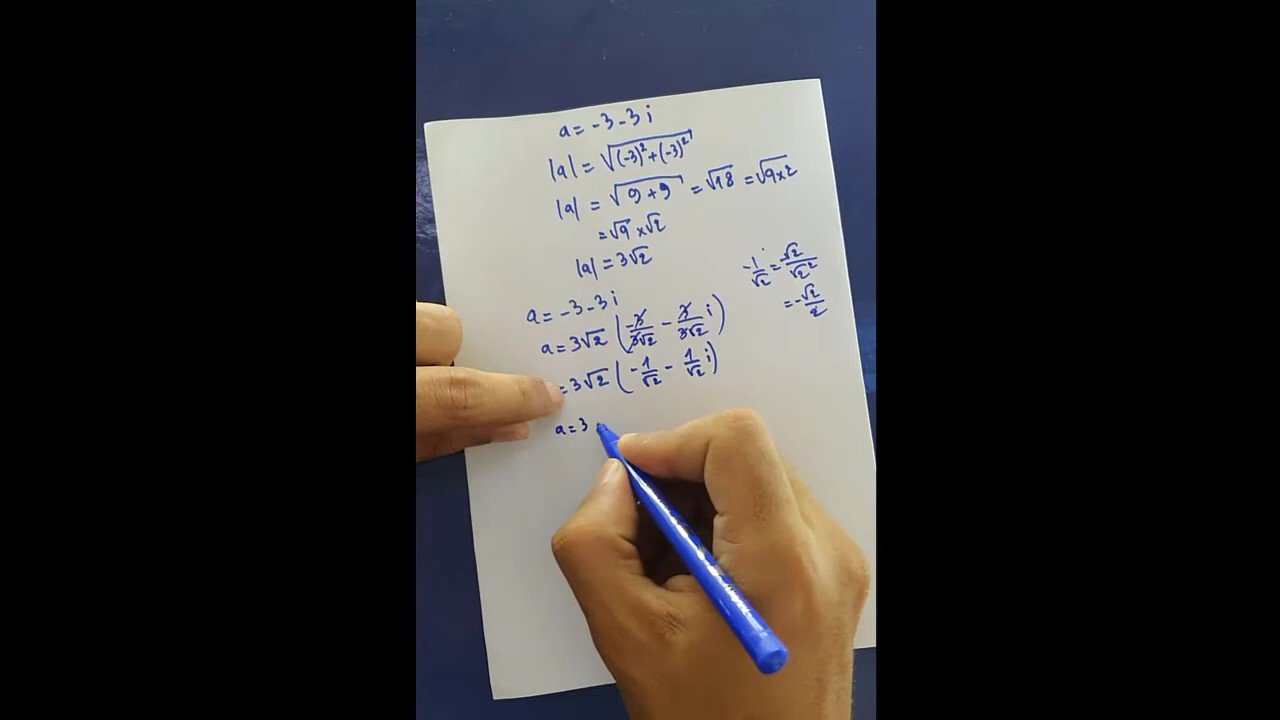 a = -3 - 3i
|a| = √((-3)² + (-3)²)
|a| = √(9 + 9) = √18 = √(9×2)
= √9 × √2
|a| = 3√2
-1/√2 = -√2/√2²
= -√2/2
a = -3 - 3i
a = 3√2 (-3/3√2 - 3/3√2 i)
= 3√2 (-1/√2 - 1/√2 i)
a = 3